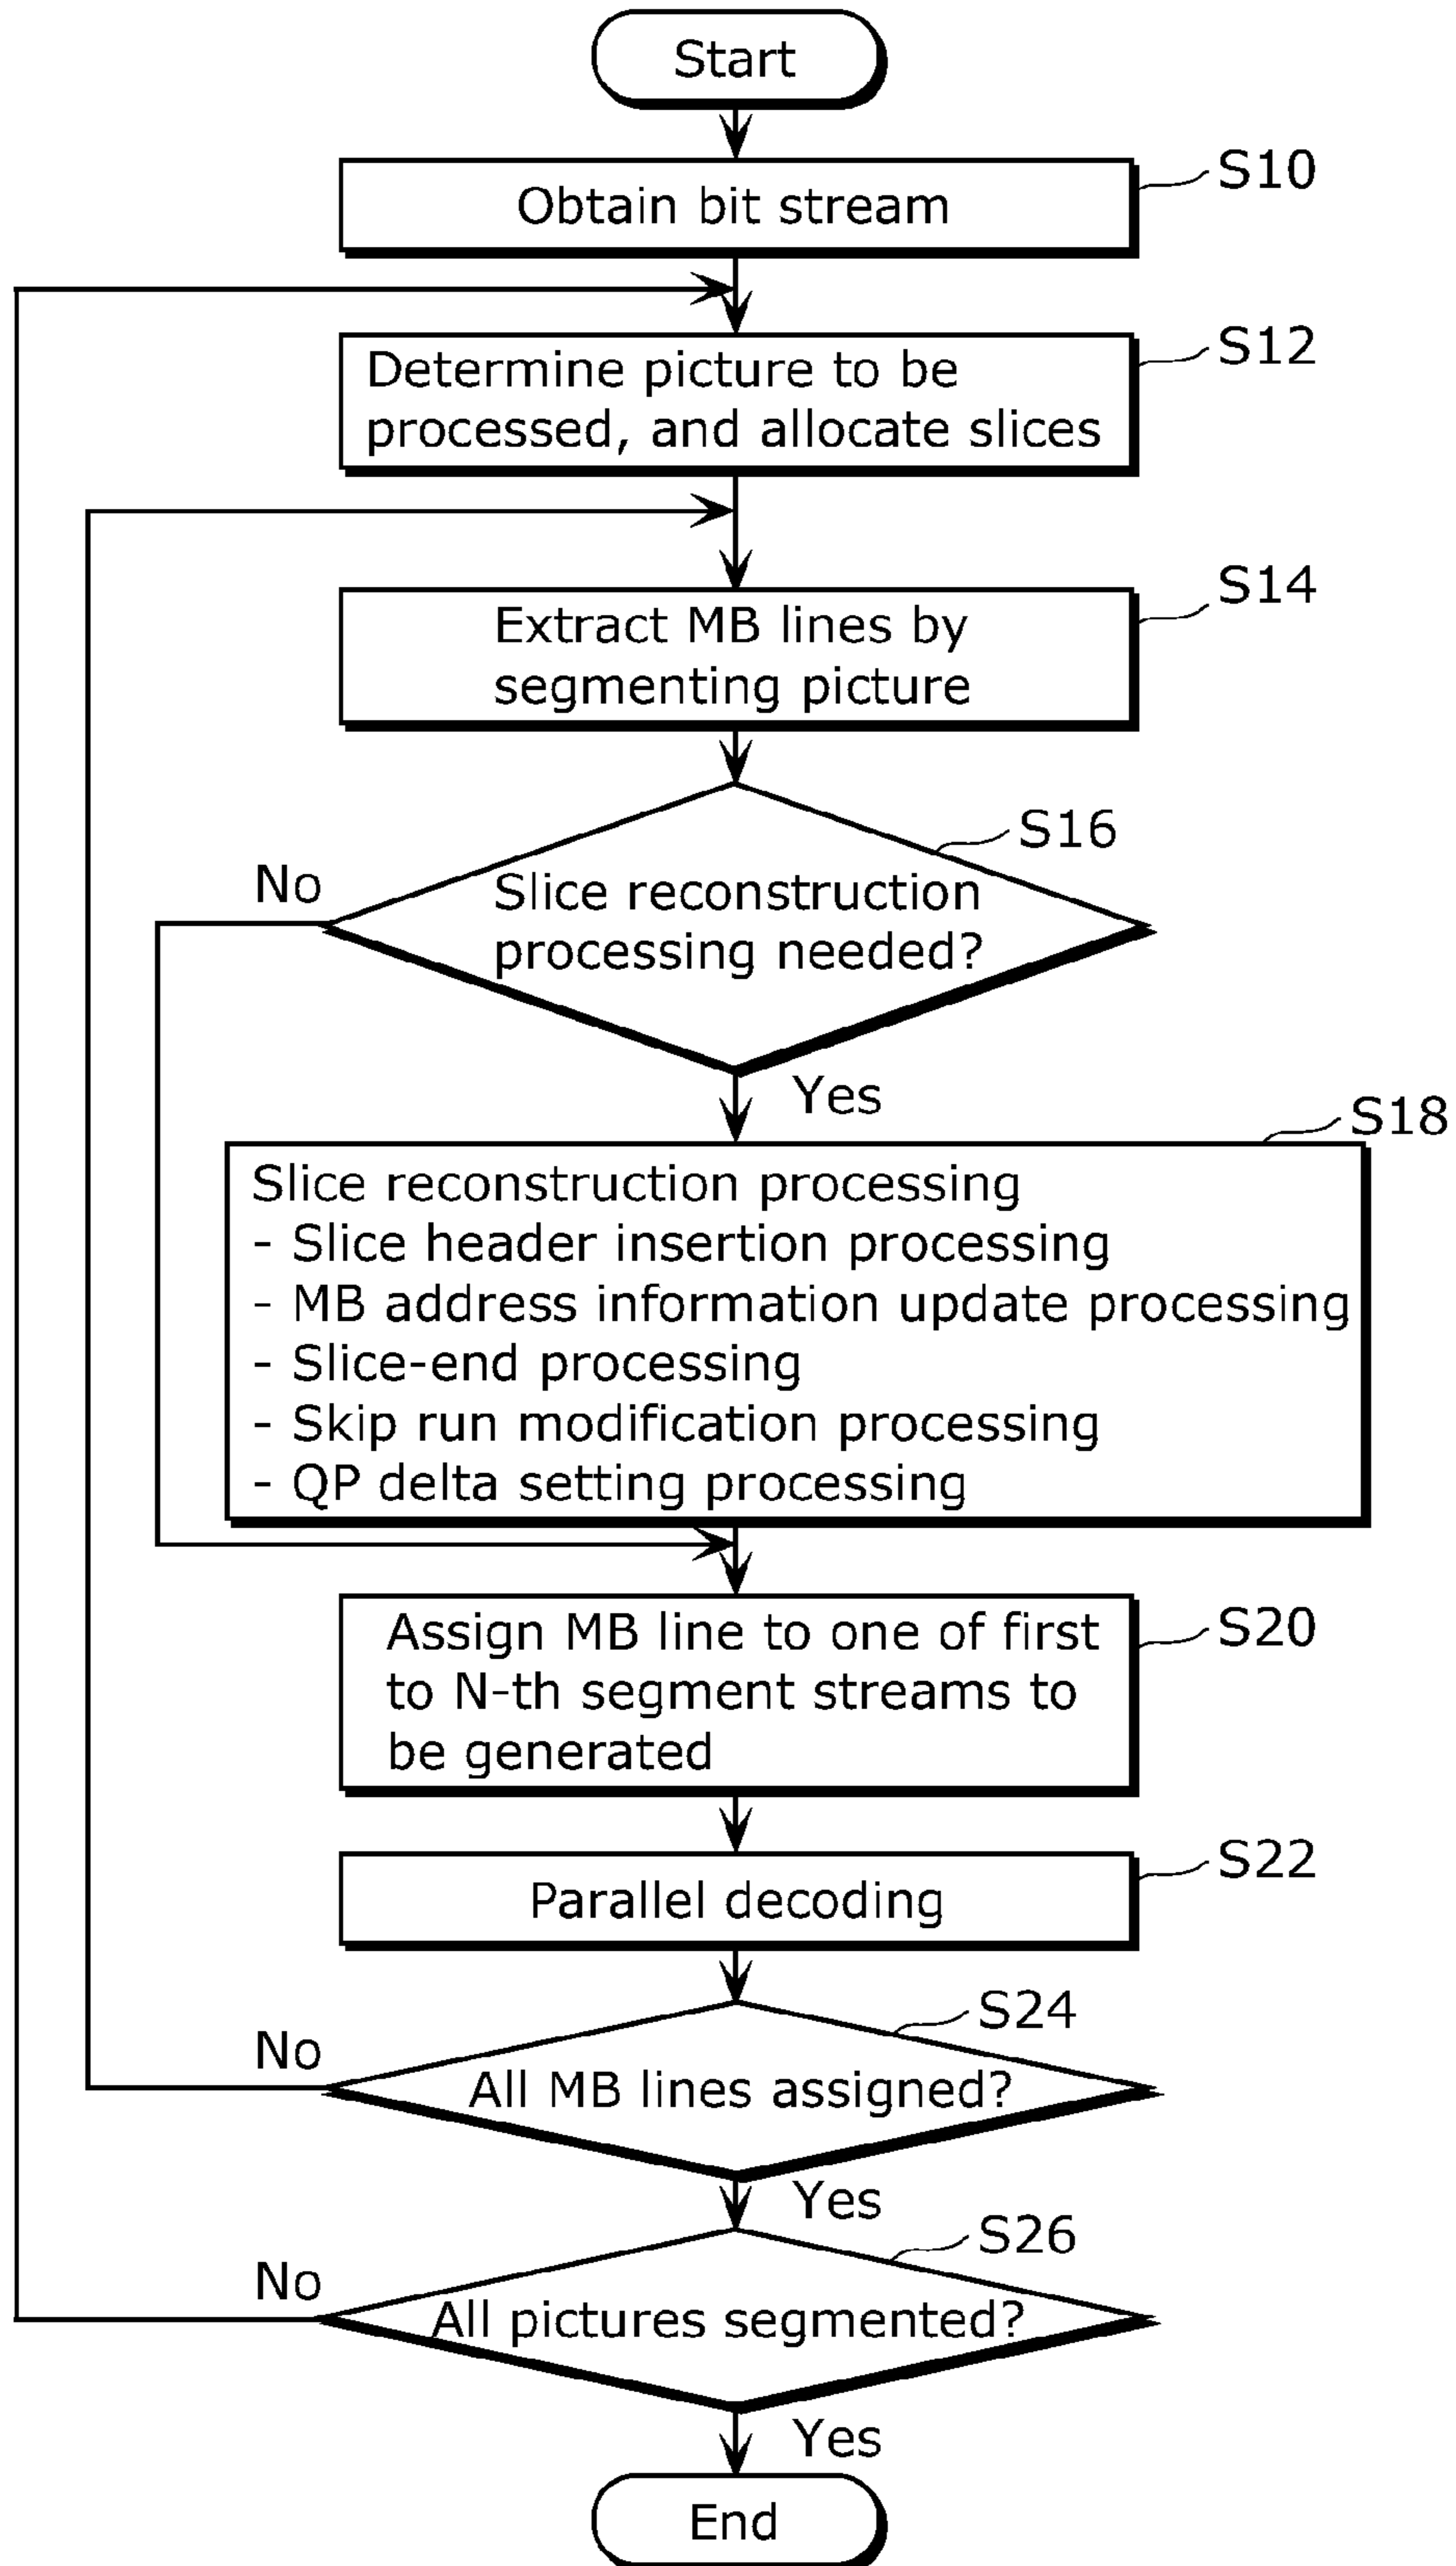 Start
Obtain bit stream
S10
Determine picture to be
processed, and allocate slices
S12
Extract MB lines by
segmenting picture
S14
S16
No
Slice reconstruction
processing needed?
Yes
S18
Slice reconstruction processing
- Slice header insertion processing
- MB address information update processing
- Slice-end processing
- Skip run modification processing
- QP delta setting processing
Assign MB line to one of first
to N-th segment streams to
be generated
S20
Parallel decoding
S22
S24
No
All MB lines assigned?
Yes
S26
No
All pictures segmented?
Yes
End